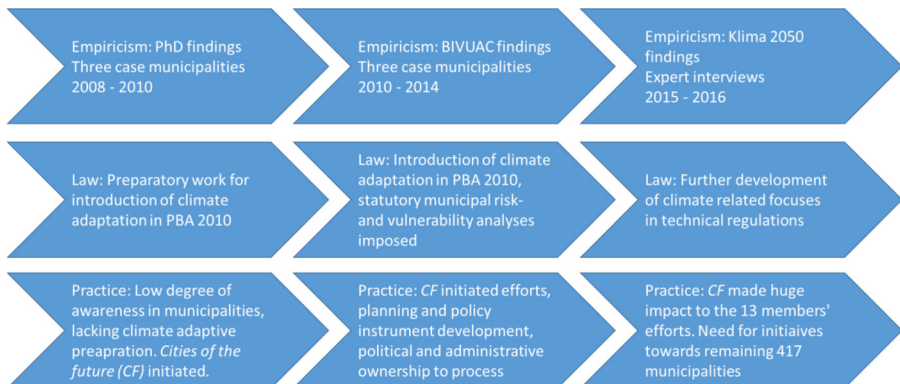 Empiricism: PhD findings
Three case municipalities
2008 - 2010
Empiricism: BIVUAC findings
Three case municipalities
2010 - 2014
Empiricism: Klima 2050
findings
Expert interviews
2015 - 2016
Law: Preparatory work for
introduction of climate
adaptation in PBA 2010
Law: Introduction of climate
adaptation in PBA 2010,
statutory municipal risk-
and vulnerability analyses
imposed
Law: Further development
of climate related focuses
in technical regulations
Practice: Low degree of
awareness in municipalities,
lacking climate adaptive
preapration. Cities of the
future (CF) initiated.
Practice: CF initiated efforts,
planning and policy
instrument development,
political and administrative
ownership to process
Practice: CF made huge
impact to the 13 members'
efforts. Need for initiaives
towards remaining 417
municipalities